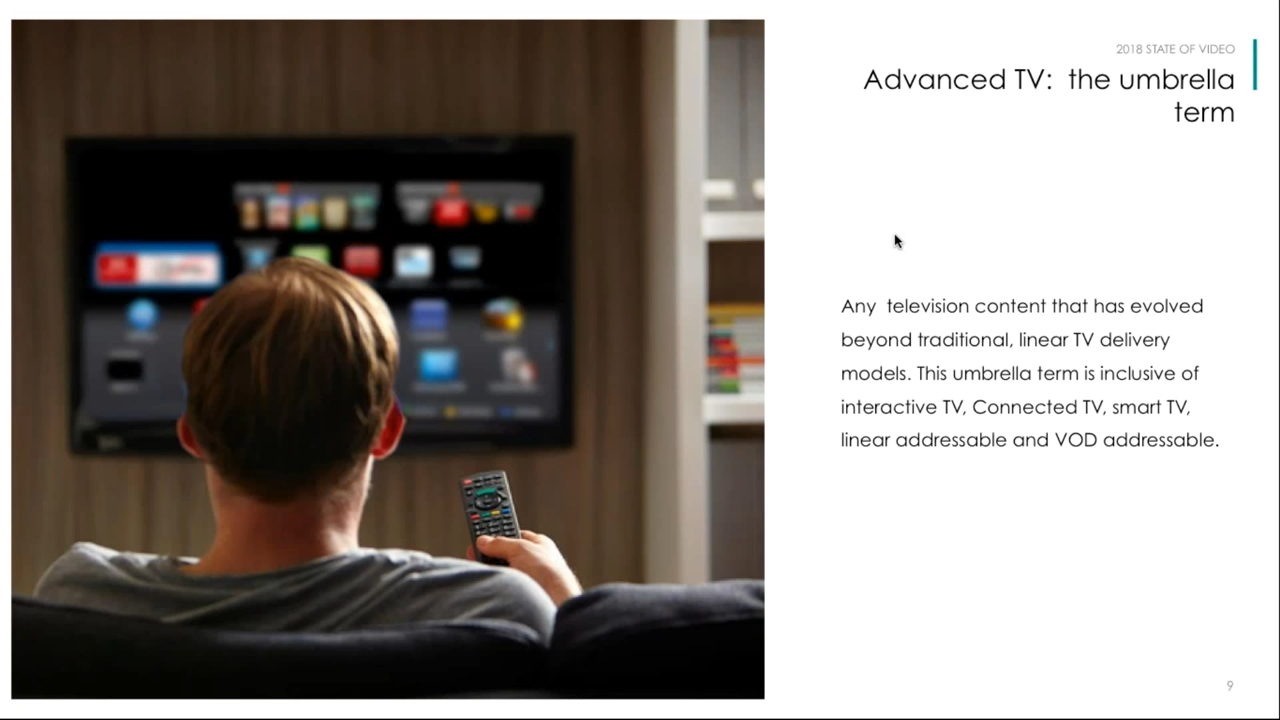 2018 STATE OF VIDEO
Advanced TV:  the umbrella
term
Any  television content that has evolved
beyond traditional, linear TV delivery
models. This umbrella term is inclusive of
interactive TV, Connected TV, smart TV,
linear addressable and VOD addressable.
9